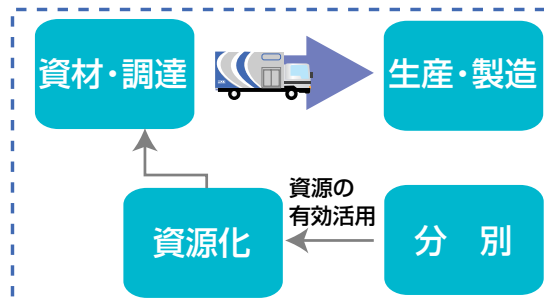 資材・調達
生産・製造
資源の
有効活用
資源化
分 別